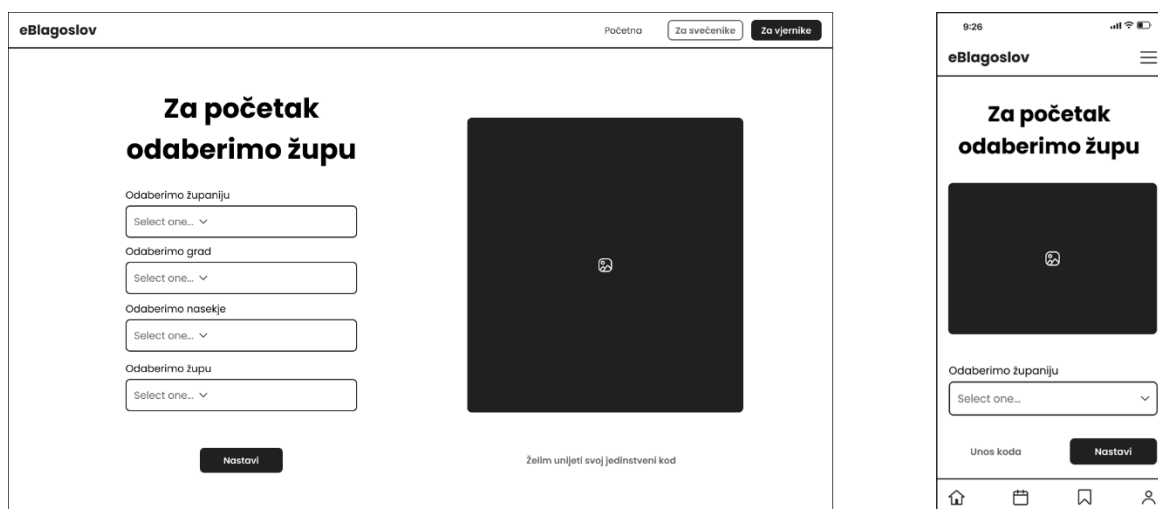 eBlagoslov
Početna
Za svećenike
Za vjernike
Za početak
odaberimo župu
Odaberimo županiju
Select one...
Odaberimo grad
Select one...
Odaberimo nasekje
Select one...
Odaberimo župu
Select one...
Nastavi
Želim unijeti svoj jedinstveni kod
9:26
eBlagoslov
Za početak
odaberimo župu
Odaberimo županiju
Select one...
Unos koda
Nastavi